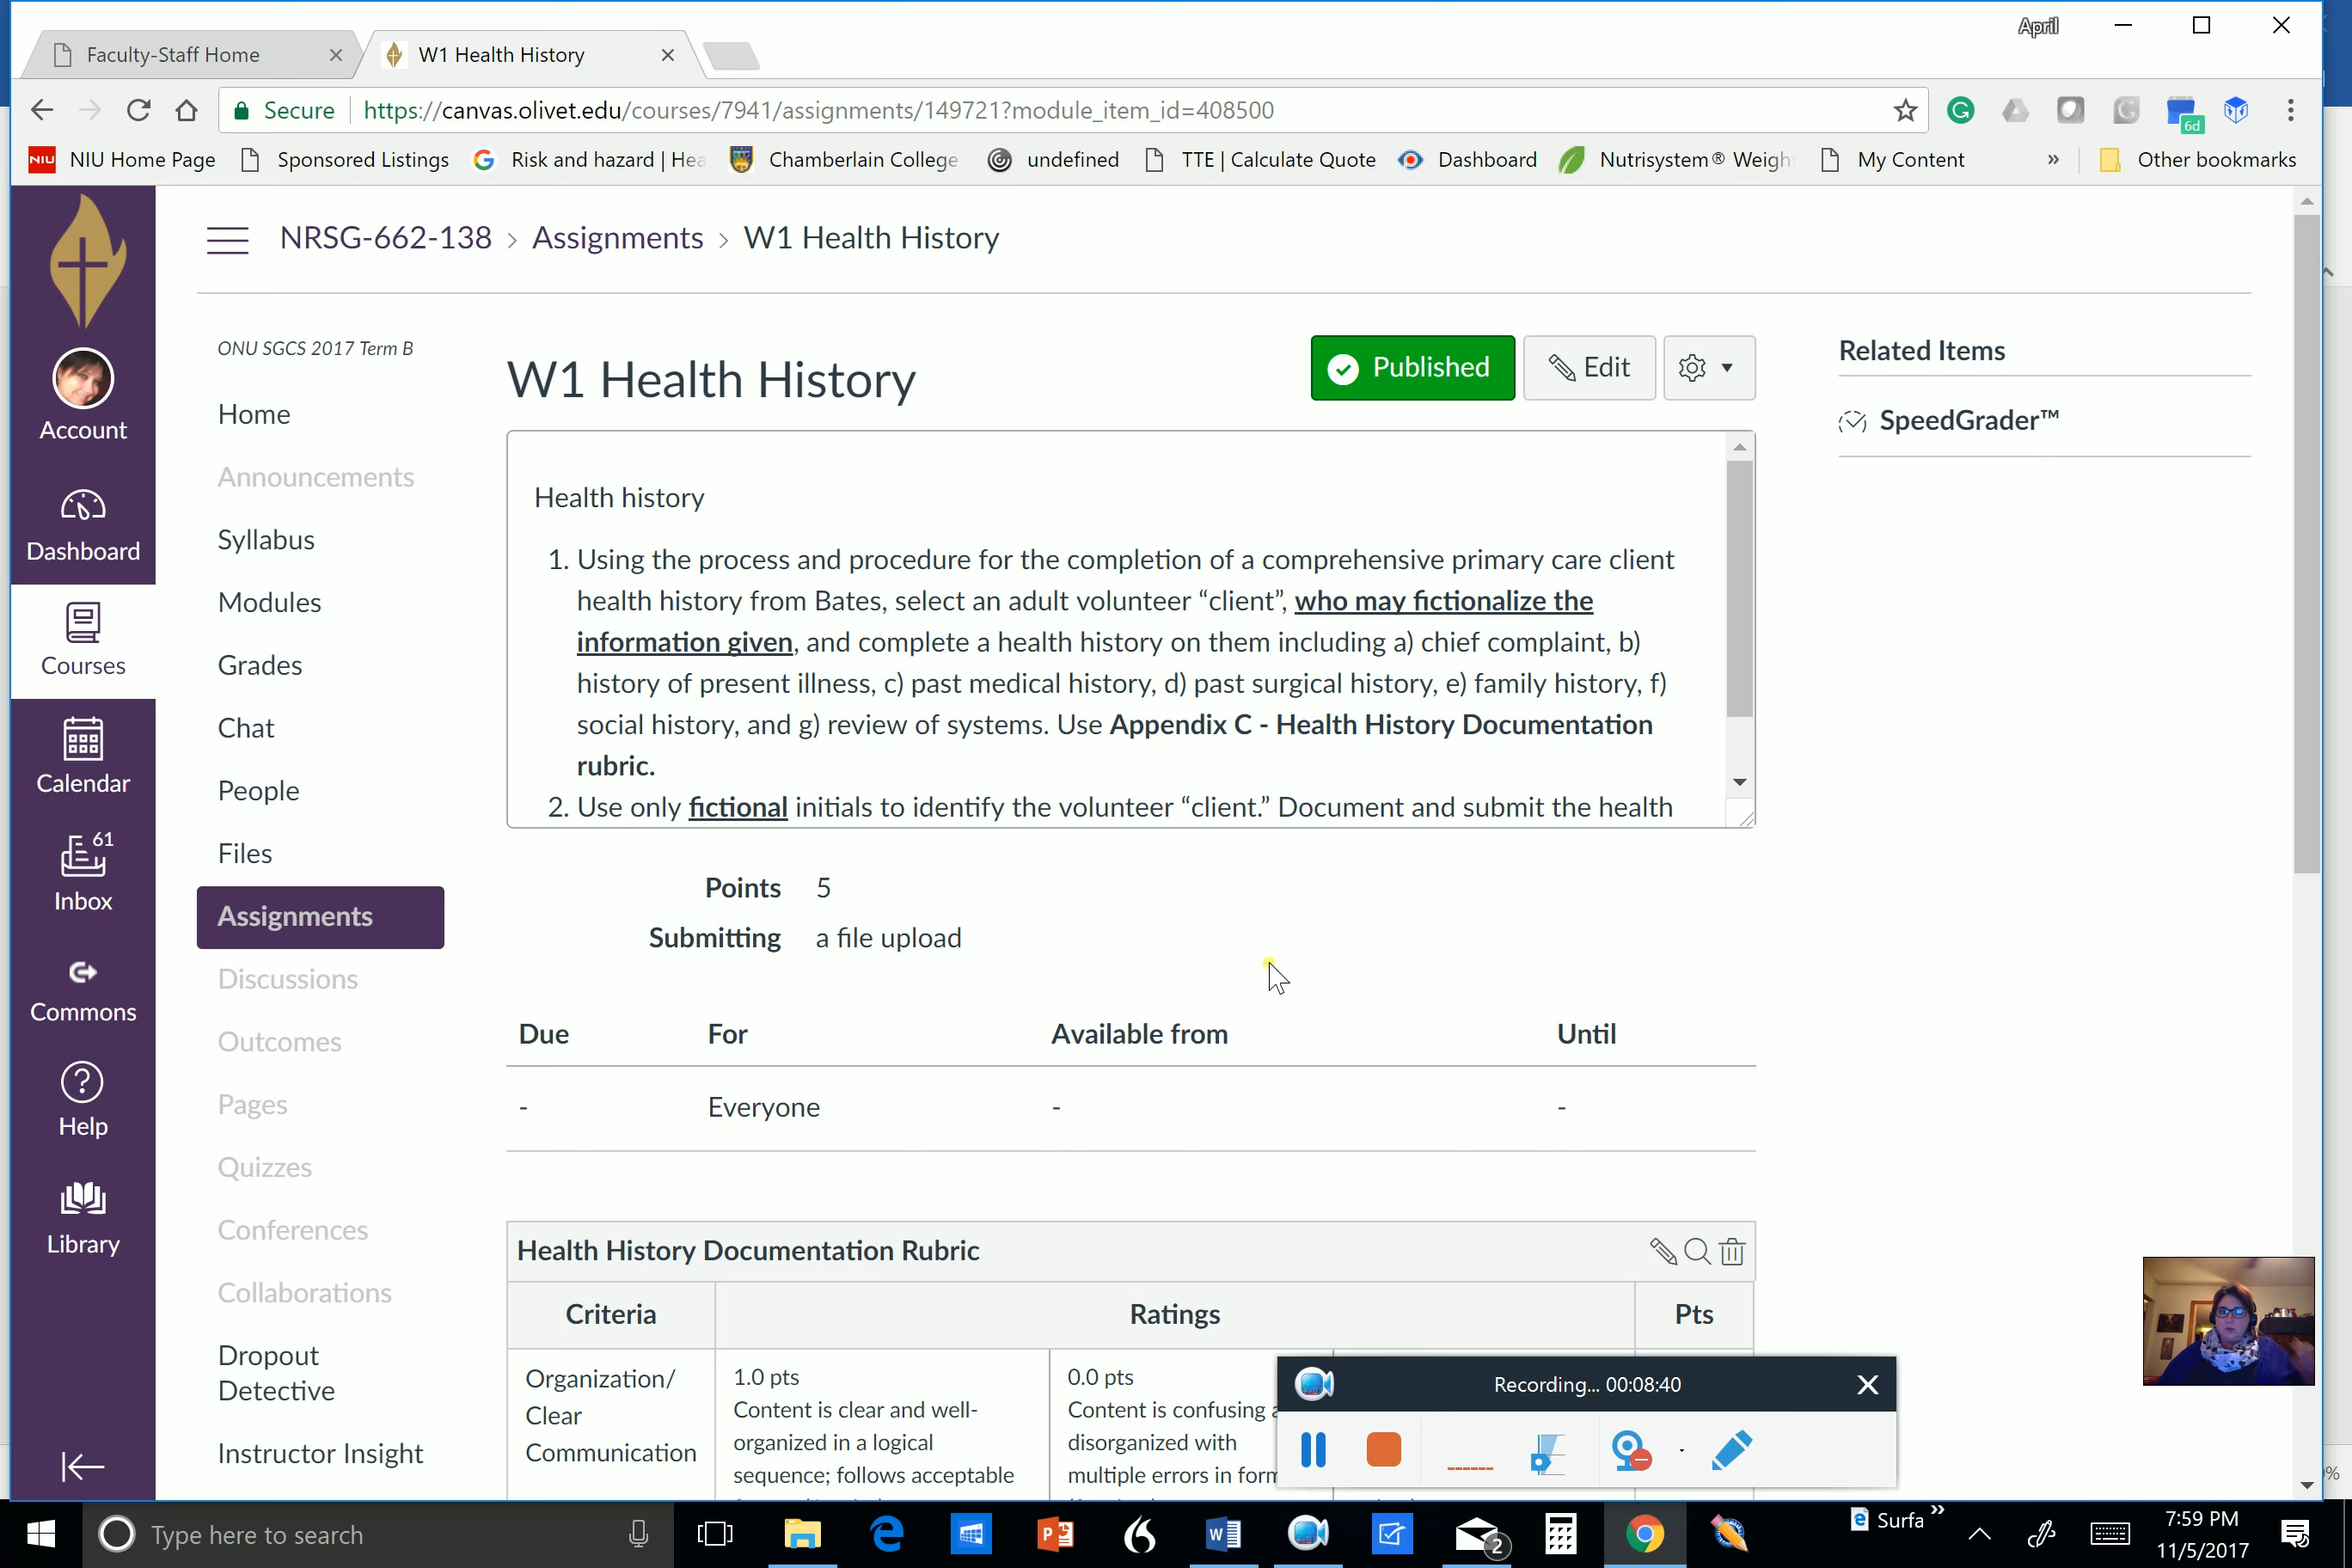 April
Faculty-Staff Home
W1 Health History
Secure
https://canvas.olivet.edu/courses/7941/assignments/149721?module_item_id=408500
6d
NIU
NIU Home Page
Sponsored Listings
Risk and hazard | Hea
Chamberlain College
undefined
TTE | Calculate Quote
Dashboard
Nutrisystem® Weigh
My Content
»
Other bookmarks
NRSG-662-138 > Assignments > W1 Health History
Account
Dashboard
Courses
Calendar
61
Inbox
Commons
Help
Library
ONU SGCS 2017 Term B
Home
Announcements
Syllabus
Modules
Grades
Chat
People
Files
Assignments
Discussions
Outcomes
Pages
Quizzes
Conferences
Collaborations
Dropout
Detective
Instructor Insight
W1 Health History
Published
Edit
Health history
1. Using the process and procedure for the completion of a comprehensive primary care client
health history from Bates, select an adult volunteer “client”, who may fictionalize the
information given, and complete a health history on them including a) chief complaint, b)
history of present illness, c) past medical history, d) past surgical history, e) family history, f)
social history, and g) review of systems. Use Appendix C - Health History Documentation
rubric.
2. Use only fictional initials to identify the volunteer “client.” Document and submit the health
Points 5
Submitting a file upload
Due For Available from Until
- Everyone - -
Health History Documentation Rubric
Criteria Ratings Pts
Organization/
Clear
Communication
1.0 pts
Content is clear and well-
organized in a logical
sequence; follows acceptable
0.0 pts
Content is confusing
disorganized with
multiple errors in form
Related Items
SpeedGrader™
Recording... 00:08:40
Type here to search
2
Surfa
»
7:59 PM
11/5/2017